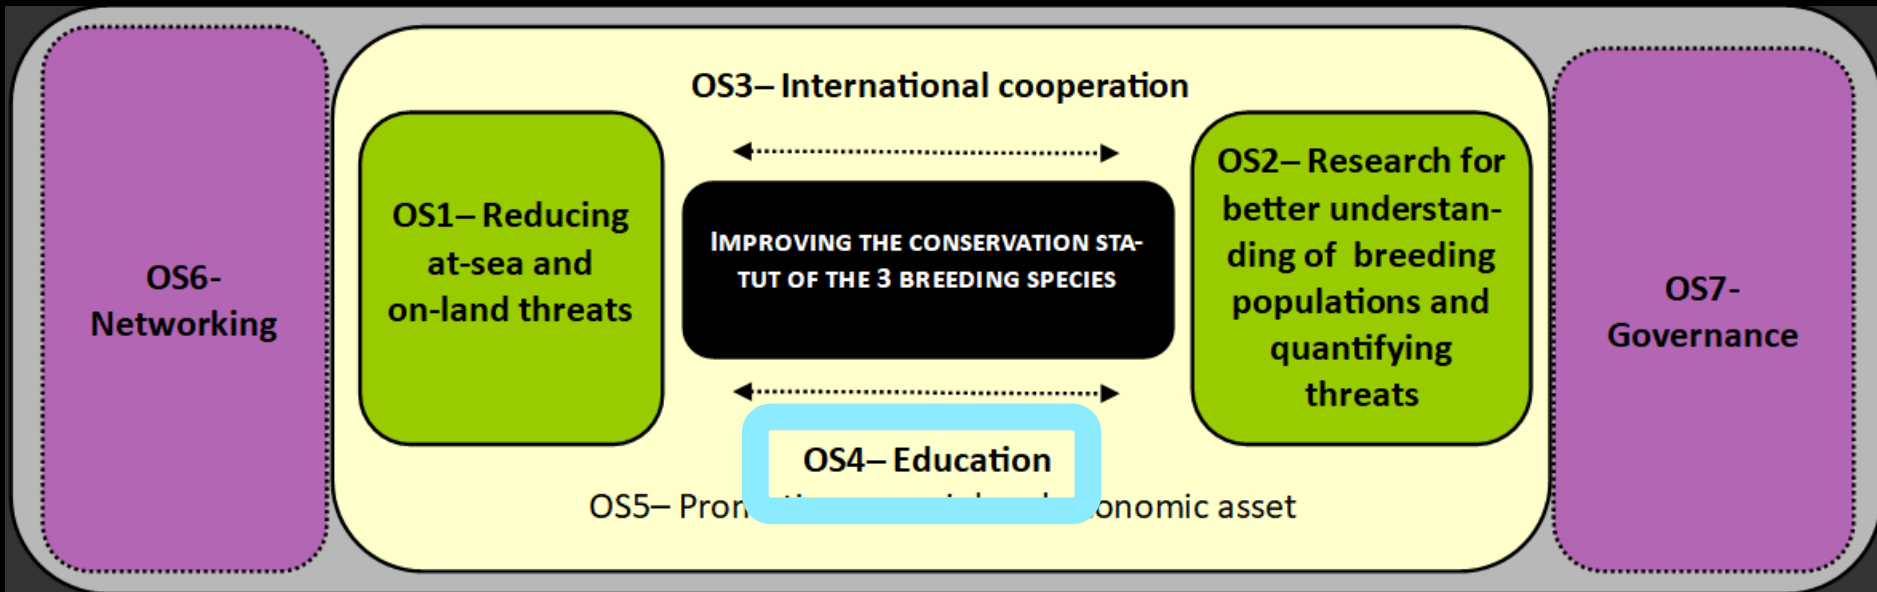 OS3– International cooperation
OS1– Reducing
at-sea and
on-land threats
IMPROVING THE CONSERVATION STA-
TUT OF THE 3 BREEDING SPECIES
OS2– Research for
better understan-
ding of breeding
populations and
quantifying
threats
OS6-
Networking
OS7-
Governance
OS4– Education
OS5– asset